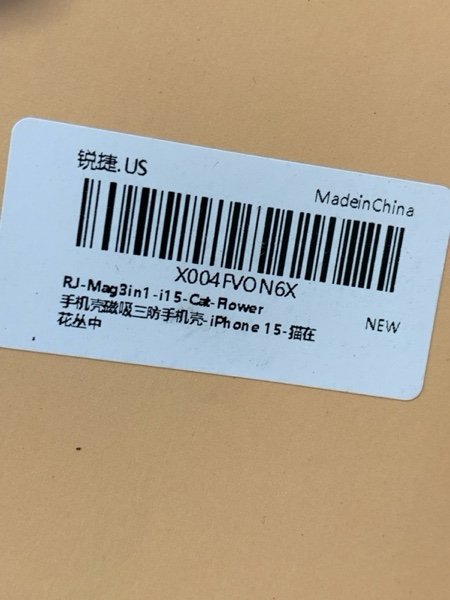 锐捷.US
MadeinChina
X004FVON6X
RJ-Mag3in1-i15-Cat-Flower
手机壳磁吸三防手机壳-iPhone 15-猫在
花丛中
NEW